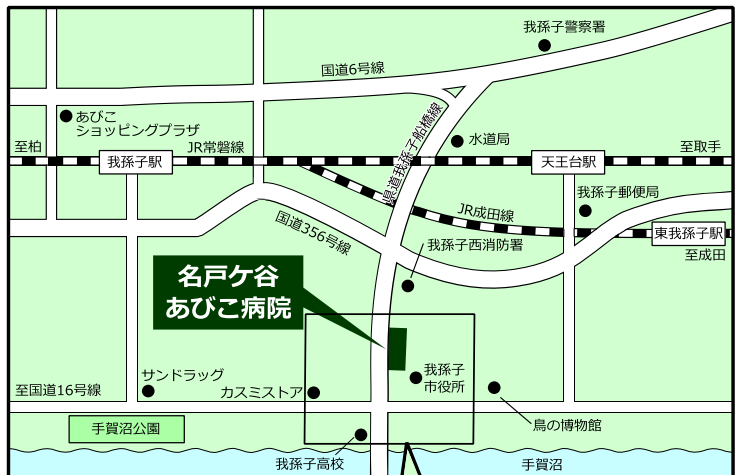 我孫子警察署
国道6号線
あびこ
ショッピングプラザ
県道我孫子船橋線
水道局
至柏
我孫子駅
JR常磐線
天王台駅
至取手
我孫子郵便局
JR成田線
国道356号線
東我孫子駅
至成田
我孫子西消防署
名戸ケ谷
あびこ病院
サンドラッグ
我孫子
市役所
至国道16号線
カスミストア
鳥の博物館
手賀沼公園
我孫子高校
手賀沼